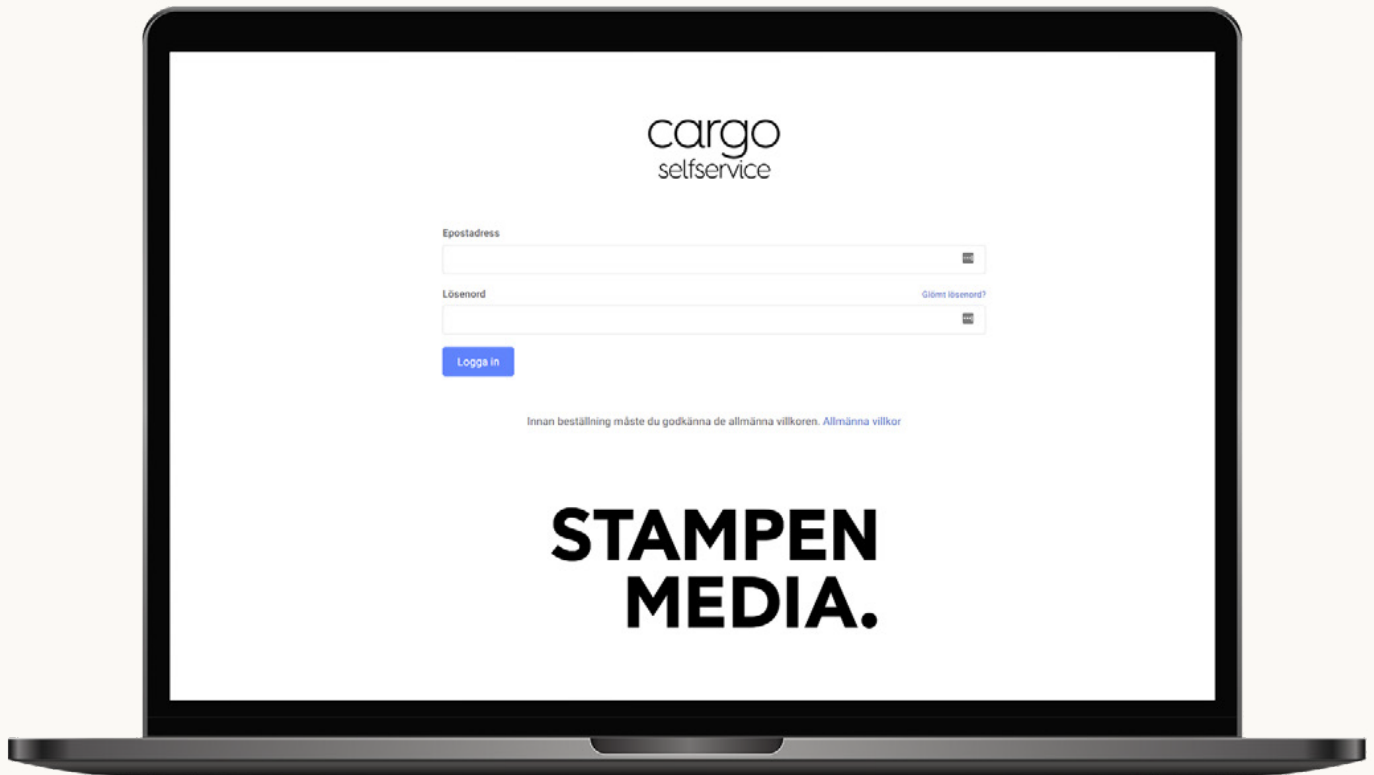 cargo
selfservice
Epostadress
Lösenord
Glömt lösenord?
Logga in
Innan beställning måste du godkänna de allmänna villkoren. Allmänna villkor
STAMPEN
MEDIA.